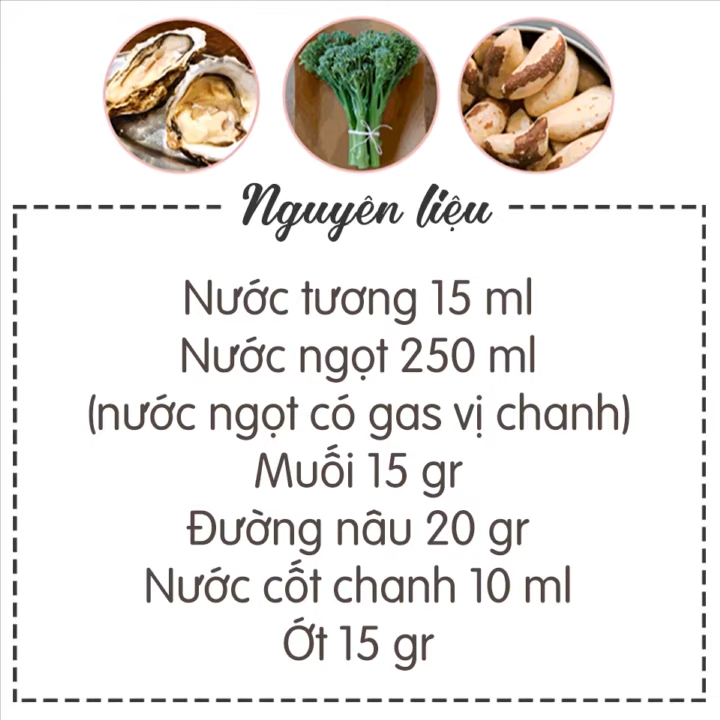 Nguyên liệu
Nước tương 15 ml
Nước ngọt 250 ml
(nước ngọt có gas vị chanh)
Muối 15 gr
Đường nâu 20 gr
Nước cốt chanh 10 ml
Ớt 15 gr